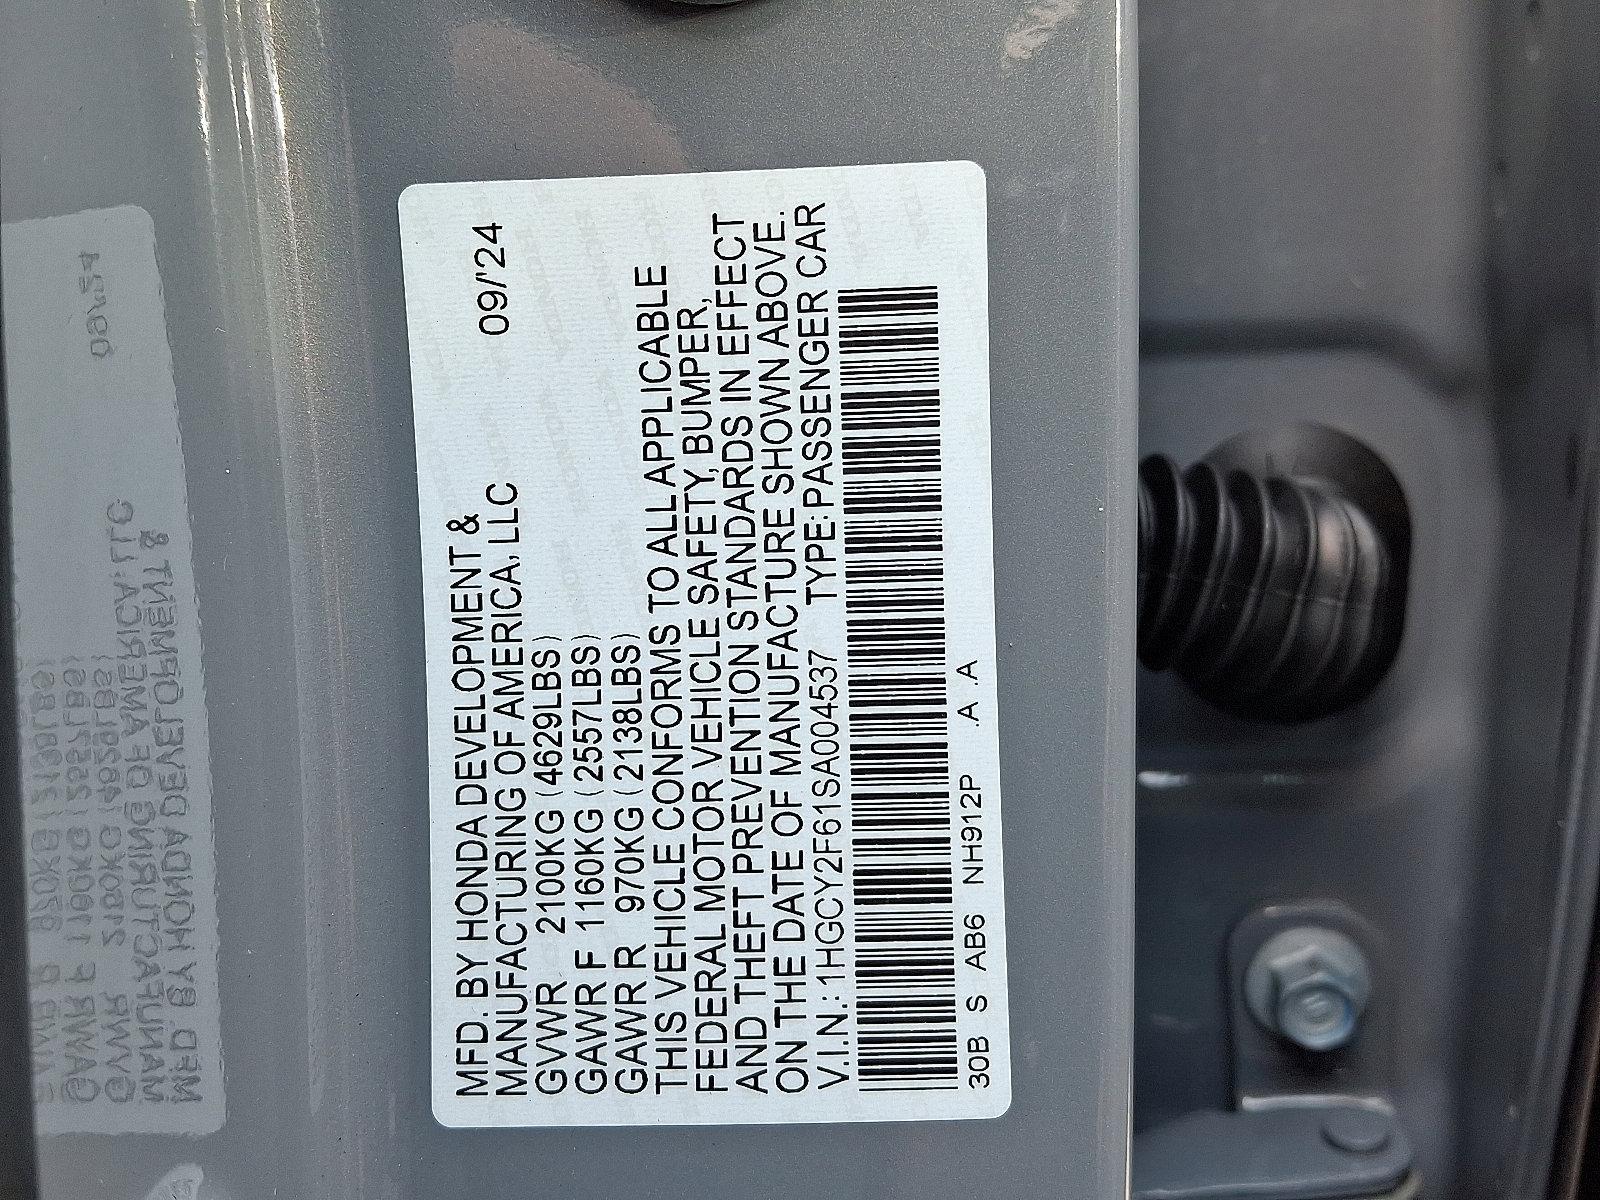 MFD. BY HONDA DEVELOPMENT &
MANUFACTURING OF AMERICA, LLC 09/'24
GVWR 2100KG (4629LBS)
GAWR F 1160KG (2557LBS)
GAWR R 970KG (2138LBS)
THIS VEHICLE CONFORMS TO ALL APPLICABLE
FEDERAL MOTOR VEHICLE SAFETY, BUMPER,
AND THEFT PREVENTION STANDARDS IN EFFECT
ON THE DATE OF MANUFACTURE SHOWN ABOVE.
V.I.N.: 1HGCY2F61SA004537 TYPE: PASSENGER CAR
30B S AB6 NH912P .A .A